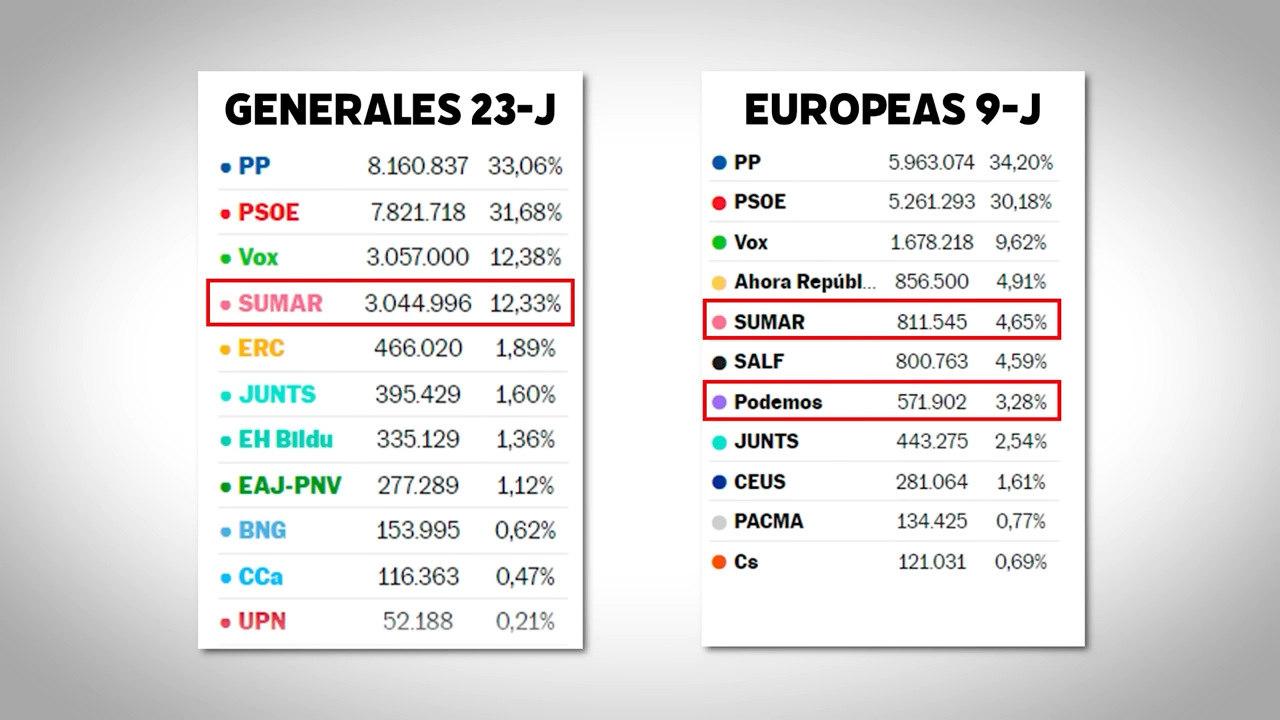 GENERALES 23-J
PP 8.160.837 33,06%
PSOE 7.821.718 31,68%
Vox 3.057.000 12,38%
SUMAR 3.044.996 12,33%
ERC 466.020 1,89%
JUNTS 395.429 1,60%
EH Bildu 335.129 1,36%
EAJ-PNV 277.289 1,12%
BNG 153.995 0,62%
CCa 116.363 0,47%
UPN 52.188 0,21%
EUROPEAS 9-J
PP 5.963.074 34,20%
PSOE 5.261.293 30,18%
Vox 1.678.218 9,62%
Ahora Repúbl... 856.500 4,91%
SUMAR 811.545 4,65%
SALF 800.763 4,59%
Podemos 571.902 3,28%
JUNTS 443.275 2,54%
CEUS 281.064 1,61%
PACMA 134.425 0,77%
Cs 121.031 0,69%